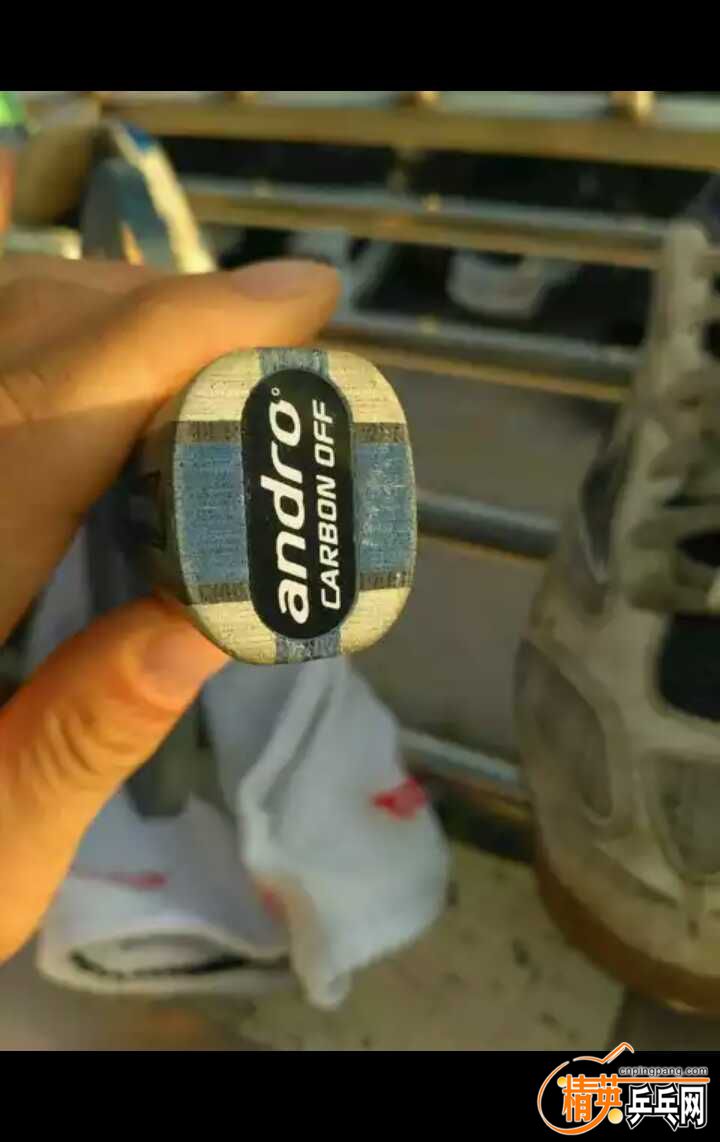 andro°
CARBON OFF
cnpingpang.com
精英乒乓网